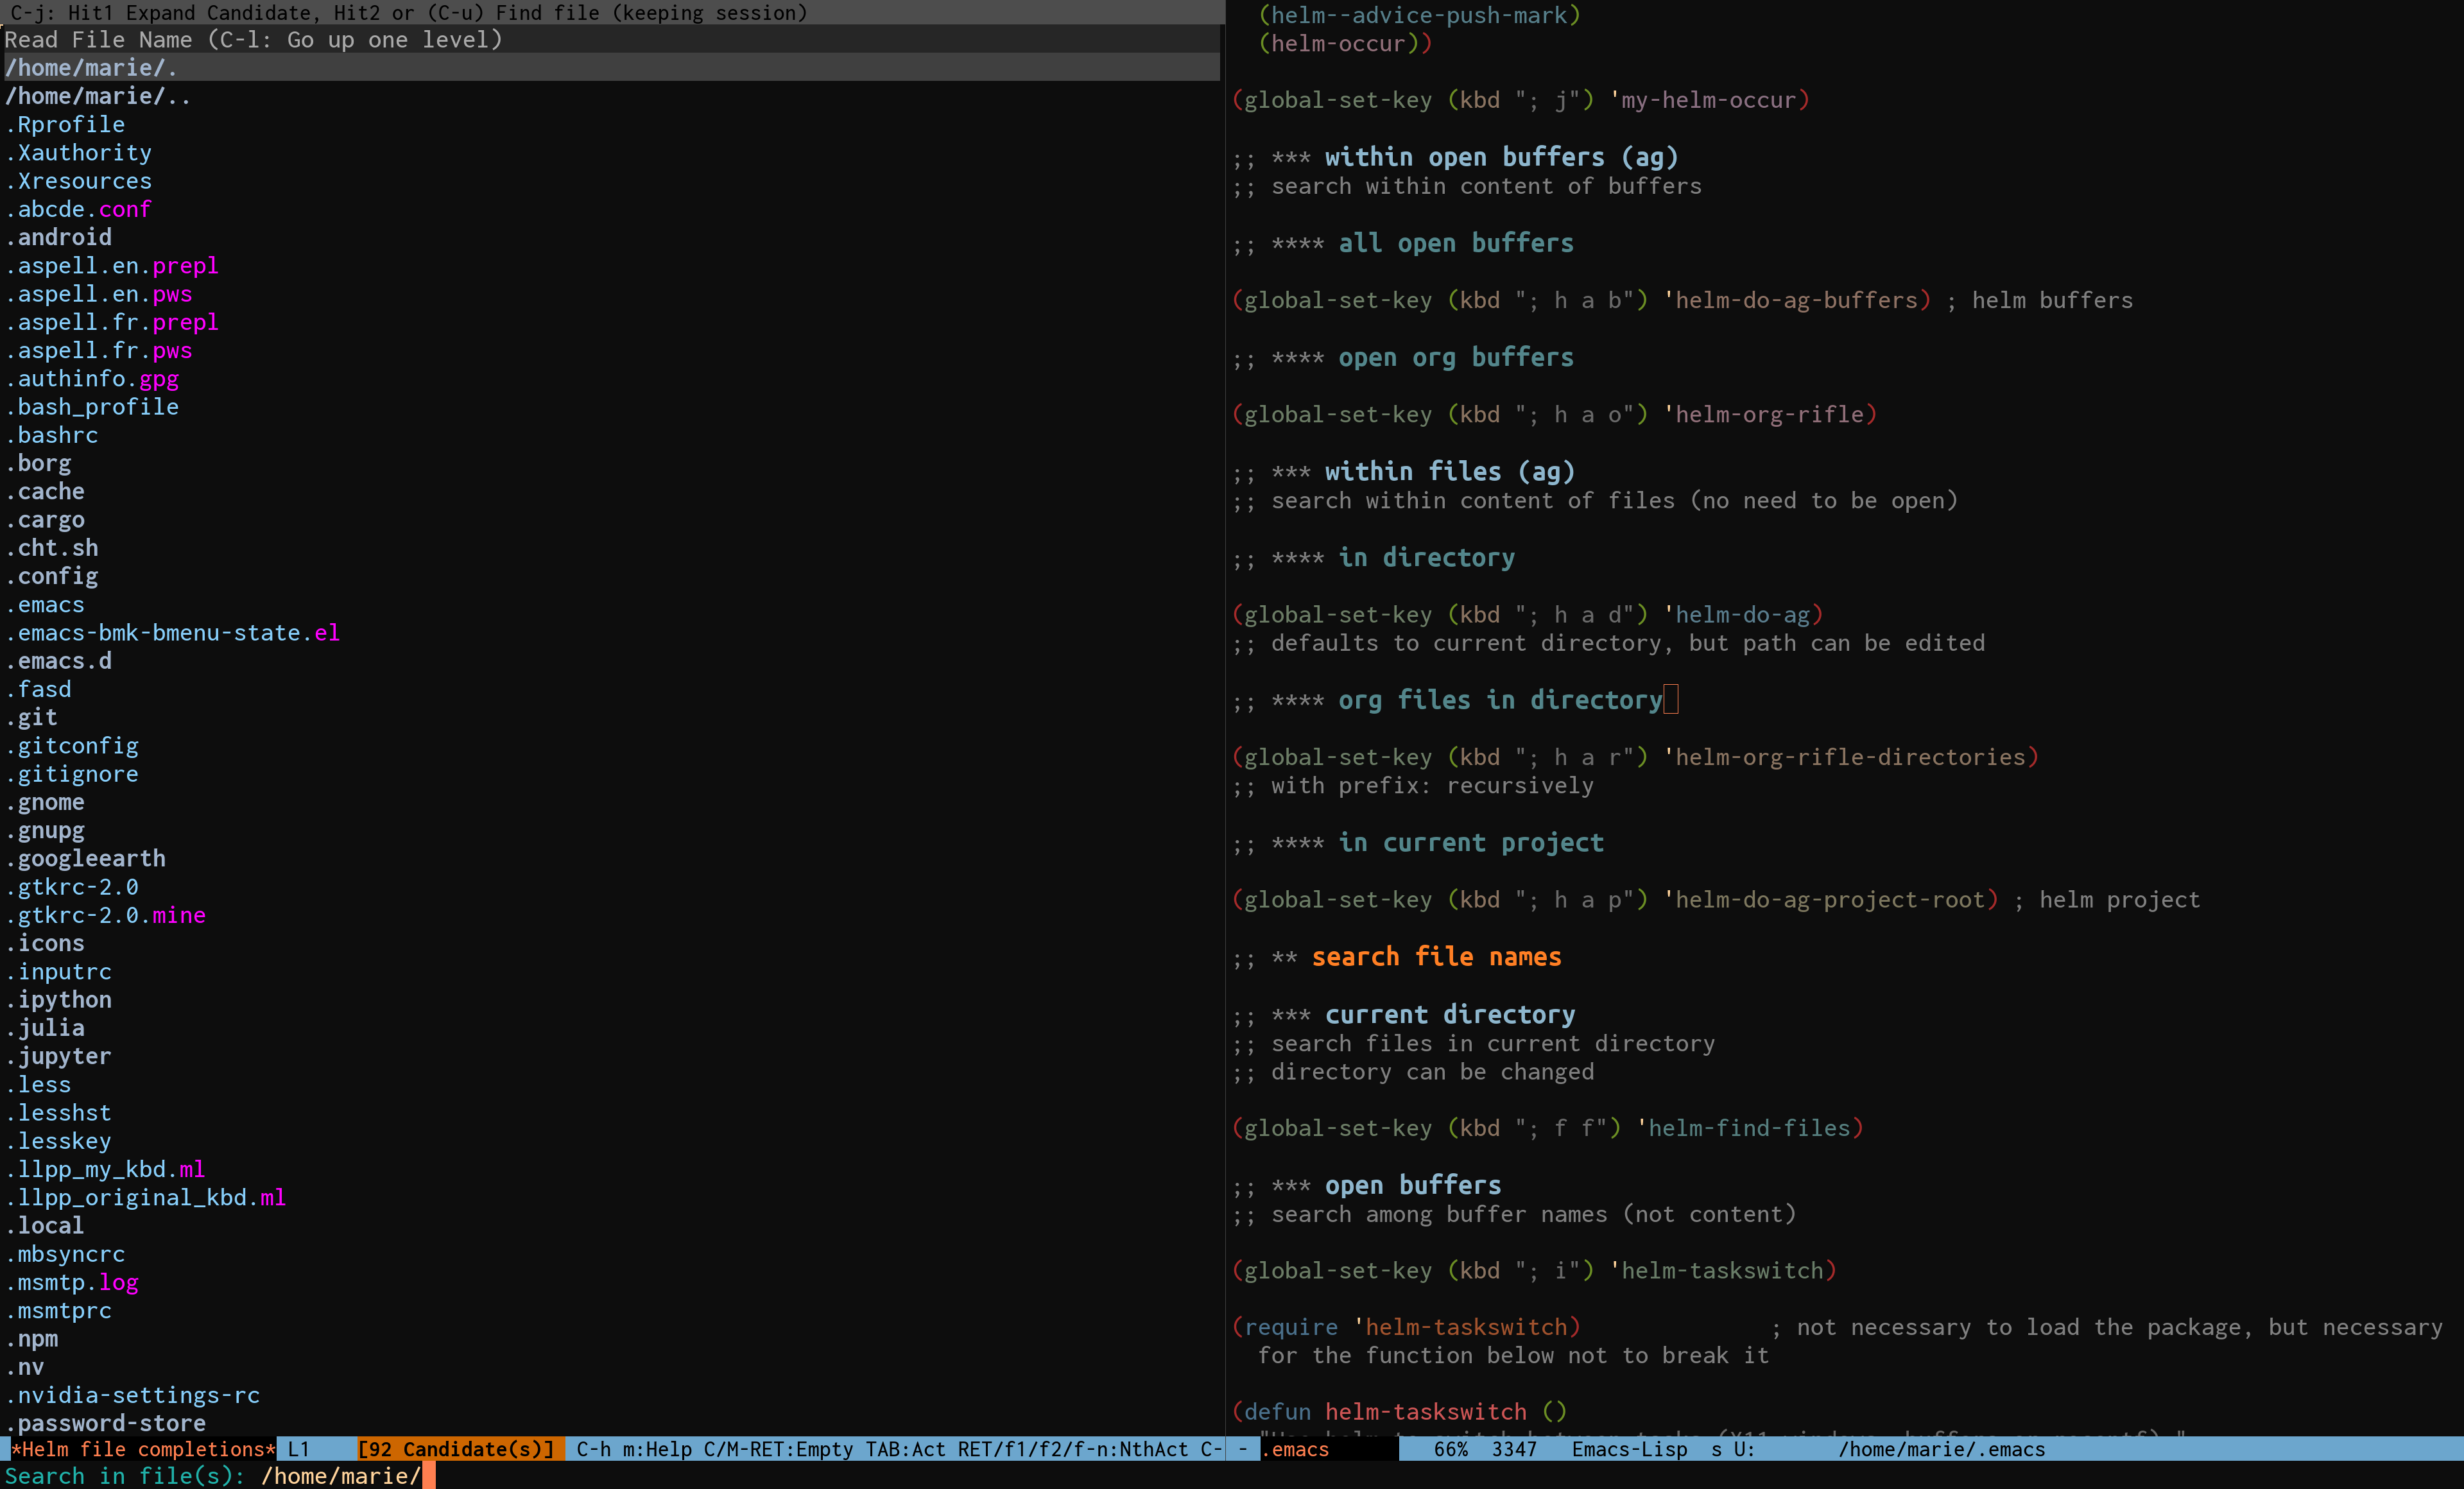 C-j: Hit1 Expand Candidate, Hit2 or (C-u) Find file (keeping session)
Read File Name (C-l: Go up one level)
/home/marie/.
/home/marie/..
.Rprofile
.Xauthority
.Xresources
.abcde.conf
.android
.aspell.en.prepl
.aspell.en.pws
.aspell.fr.prepl
.aspell.fr.pws
.authinfo.gpg
.bash_profile
.bashrc
.borg
.cache
.cargo
.cht.sh
.config
.emacs
.emacs-bmk-bmenu-state.el
.emacs.d
.fasd
.git
.gitconfig
.gitignore
.gnome
.gnupg
.googleearth
.gtkrc-2.0
.gtkrc-2.0.mine
.icons
.inputrc
.ipython
.julia
.jupyter
.less
.lesshst
.lesskey
.llpp_my_kbd.ml
.llpp_original_kbd.ml
.local
.mbsyncrc
.msmtp.log
.msmtprc
.npm
.nv
.nvidia-settings-rc
.password-store
*Helm file completions* L1 [92 Candidate(s)] C-h m:Help C/M-RET:Empty TAB:Act RET/f1/f2/f-n:NthAct C-
Search in file(s): /home/marie/
(helm--advice-push-mark)
(helm-occur))
(global-set-key (kbd "; j") 'my-helm-occur)
;; *** within open buffers (ag)
;; search within content of buffers
;; **** all open buffers
(global-set-key (kbd "; h a b") 'helm-do-ag-buffers) ; helm buffers
;; **** open org buffers
(global-set-key (kbd "; h a o") 'helm-org-rifle)
;; *** within files (ag)
;; search within content of files (no need to be open)
;; **** in directory
(global-set-key (kbd "; h a d") 'helm-do-ag)
;; defaults to current directory, but path can be edited
;; **** org files in directory
(global-set-key (kbd "; h a r") 'helm-org-rifle-directories)
;; with prefix: recursively
;; **** in current project
(global-set-key (kbd "; h a p") 'helm-do-ag-project-root) ; helm project
;; ** search file names
;; *** current directory
;; search files in current directory
;; directory can be changed
(global-set-key (kbd "; f f") 'helm-find-files)
;; *** open buffers
;; search among buffer names (not content)
(global-set-key (kbd "; i") 'helm-taskswitch)
(require 'helm-taskswitch) ; not necessary to load the package, but necessary
for the function below not to break it
(defun helm-taskswitch ()
- .emacs 66% 3347 Emacs-Lisp s U: /home/marie/.emacs